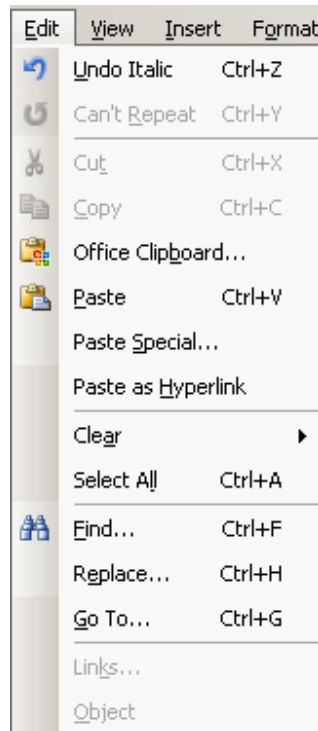 Edit View Insert Format
Undo Italic Ctrl+Z
Can't Repeat Ctrl+Y
Cut Ctrl+X
Copy Ctrl+C
Office Clipboard...
Paste Ctrl+V
Paste Special...
Paste as Hyperlink
Clear
Select All Ctrl+A
Find... Ctrl+F
Replace... Ctrl+H
Go To... Ctrl+G
Links...
Object